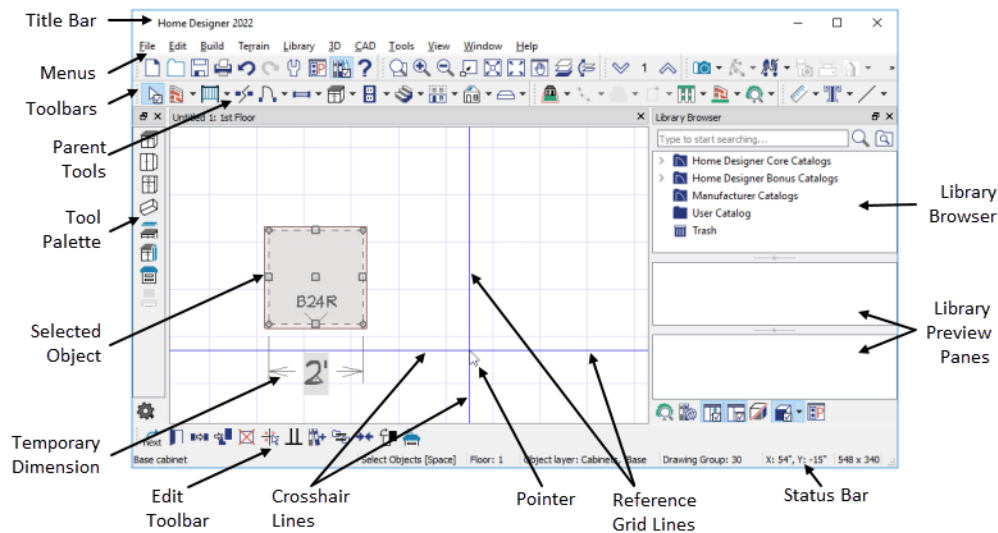 Title Bar
Home Designer 2022
File Edit Build Terrain Library 3D CAD Tools View Window Help
Menus
1
Toolbars
Untitled 1: 1st Floor
Library Browser
Parent
Tools
Type to start searching...
Home Designer Core Catalogs
Home Designer Bonus Catalogs
Manufacturer Catalogs
User Catalog
Trash
Library
Browser
Tool
Palette
B24R
Selected
Object
Library
Preview
Panes
2'
Temporary
Dimension
next
Base cabinet
Select Objects [Space] Floor: 1 Object layer: Cabinets, Base Drawing Group: 30 X: 54", Y: -15" 548 x 340
Edit
Toolbar
Crosshair
Lines
Pointer
Reference
Grid Lines
Status Bar